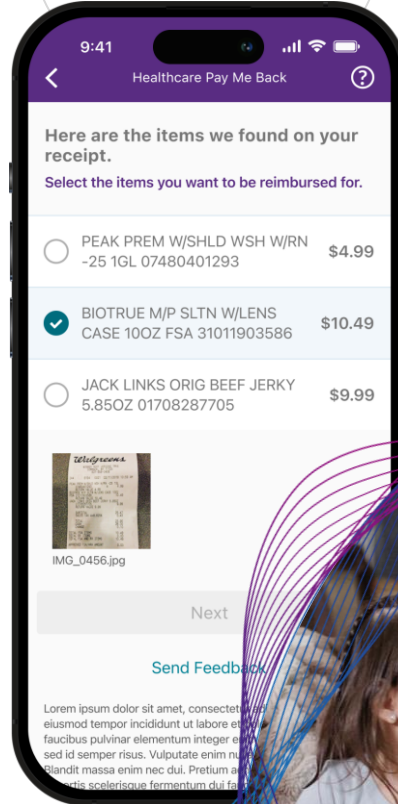 9:41
Healthcare Pay Me Back
?
Here are the items we found on your
receipt.
Select the items you want to be reimbursed for.
PEAK PREM W/SHLD WSH W/RN
-25 1GL 07480401293
$4.99
BIOTRUE M/P SLTN W/LENS
CASE 10OZ FSA 31011903586
$10.49
JACK LINKS ORIG BEEF JERKY
5.85OZ 01708287705
$9.99
Walgreens
IMG_0456.jpg
Next
Send Feedback
Lorem ipsum dolor sit amet, consectet
eiusmod tempor incididunt ut labore et
faucibus pulvinar elementum integer
sed id semper risus. Vulputate enim
Blandit massa enim nec dui. Pretium
scelerisque fermentum dui